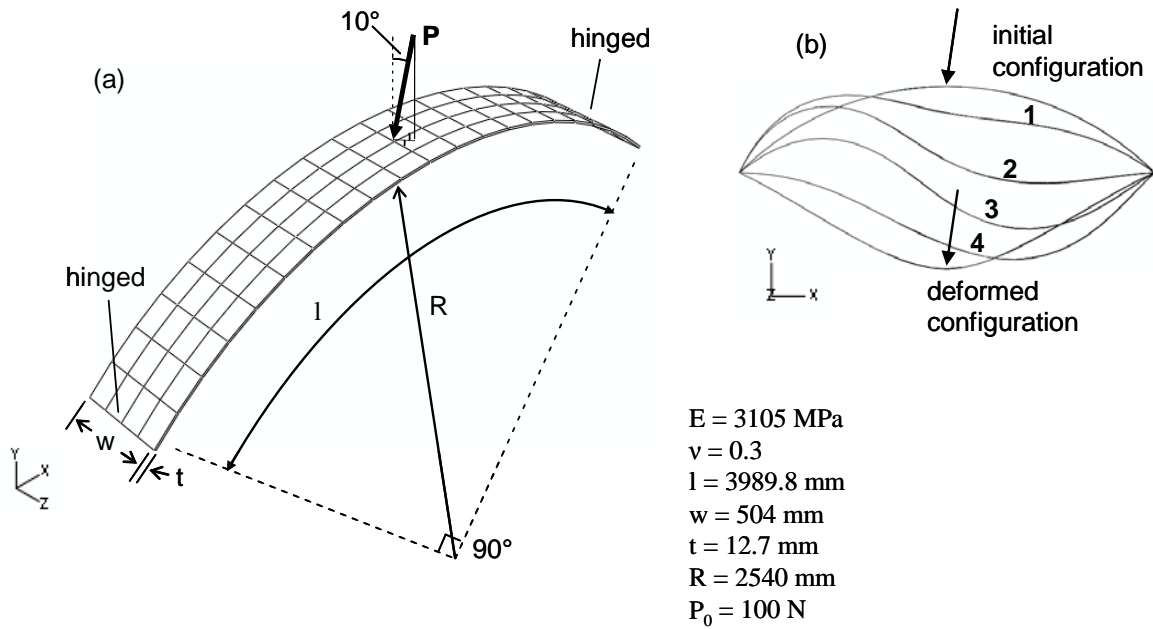 (a)
10°
P
hinged
hinged
l
R
w
t
90°
Y
X
Z
(b)
initial
configuration
1
2
3
4
Y
Z
X
deformed
configuration
E = 3105 MPa
ν = 0.3
l = 3989.8 mm
w = 504 mm
t = 12.7 mm
R = 2540 mm
P₀ = 100 N